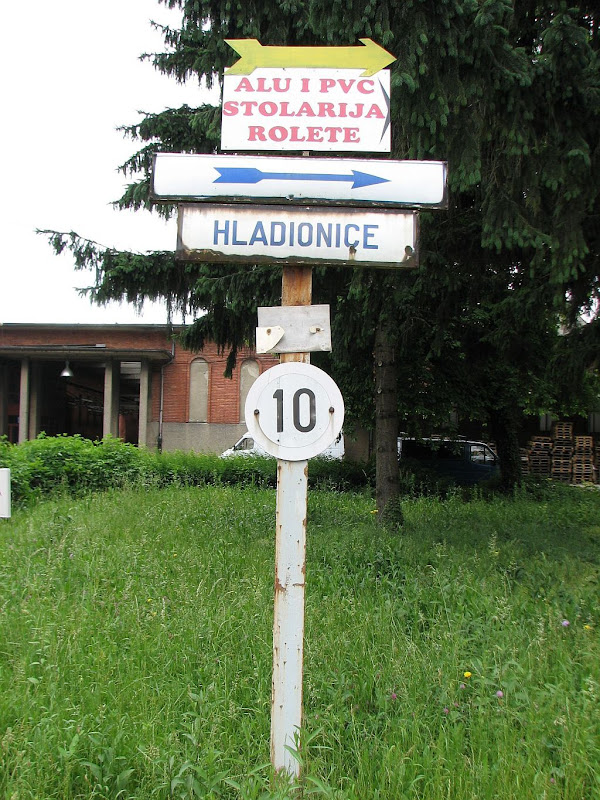 ALU I PVC
STOLARIJA
ROLETE
HLADIONICE
10